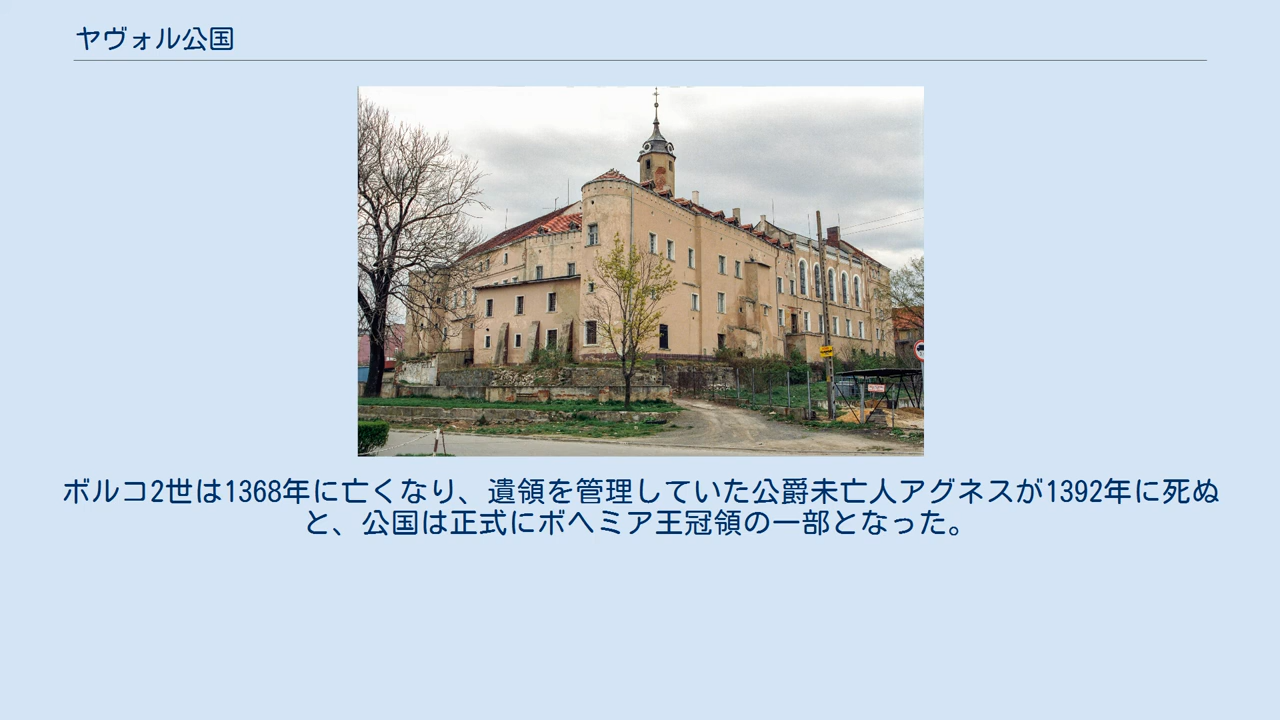 ヤヴォル公国
ボルコ2世は1368年に亡くなり、遺領を管理していた公爵未亡人アグネスが1392年に死ぬ
と、公国は正式にボヘミア王冠領の一部となった。